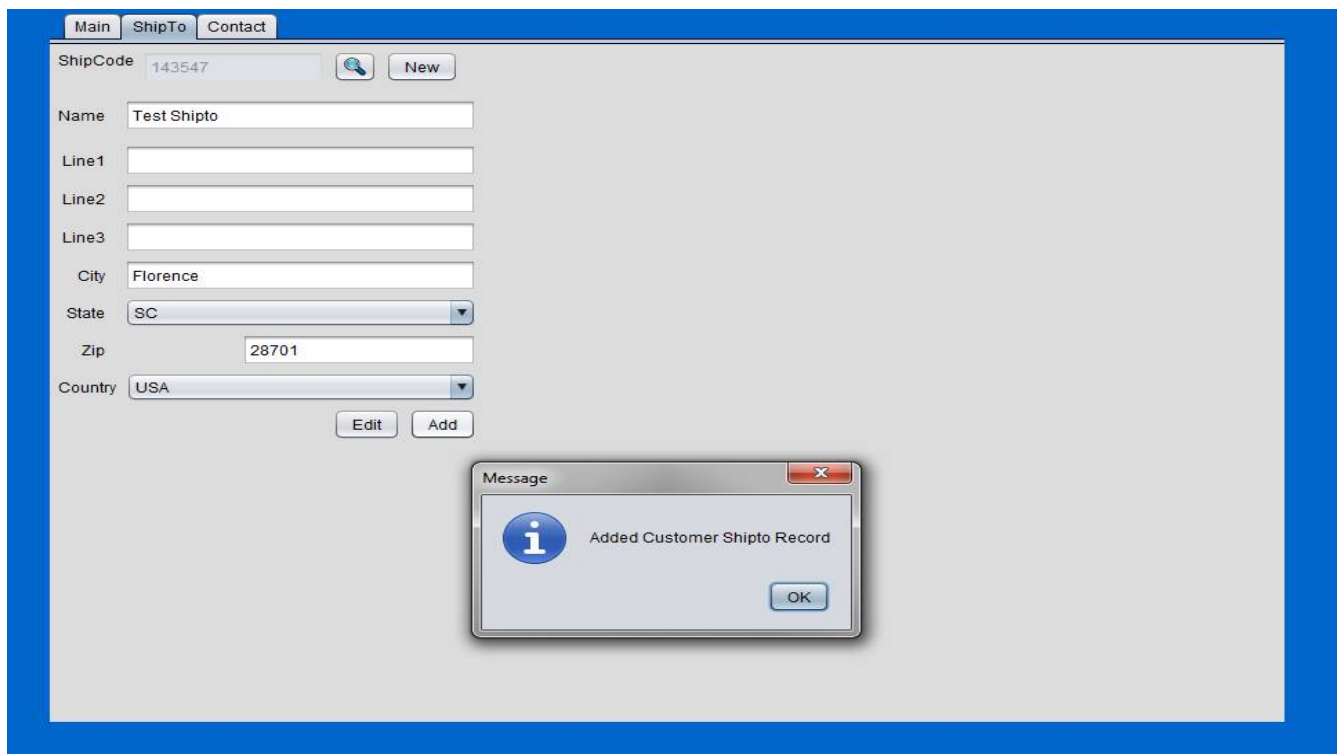 Main ShipTo Contact
ShipCode 143547 New
Name Test Shipto
Line1
Line2
Line3
City Florence
State SC
Zip 28701
Country USA
Edit Add
Message
Added Customer Shipto Record
OK